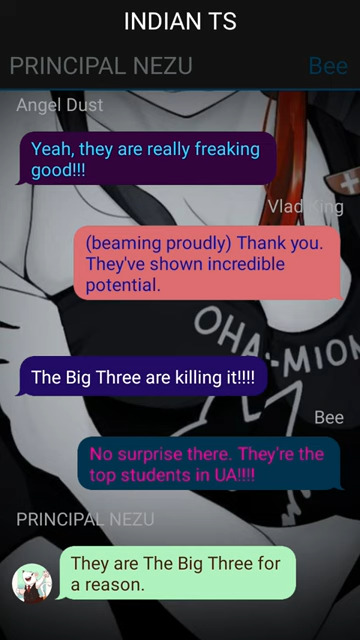 INDIAN TS
PRINCIPAL NEZU Bee
Angel Dust
Yeah, they are really freaking
good!!!
Vlad King
(beaming proudly) Thank you.
They've shown incredible
potential.
OHA-MION
The Big Three are killing it!!!!
Bee
No surprise there. They're the
top students in UA!!!!
PRINCIPAL NEZU
They are The Big Three for
a reason.